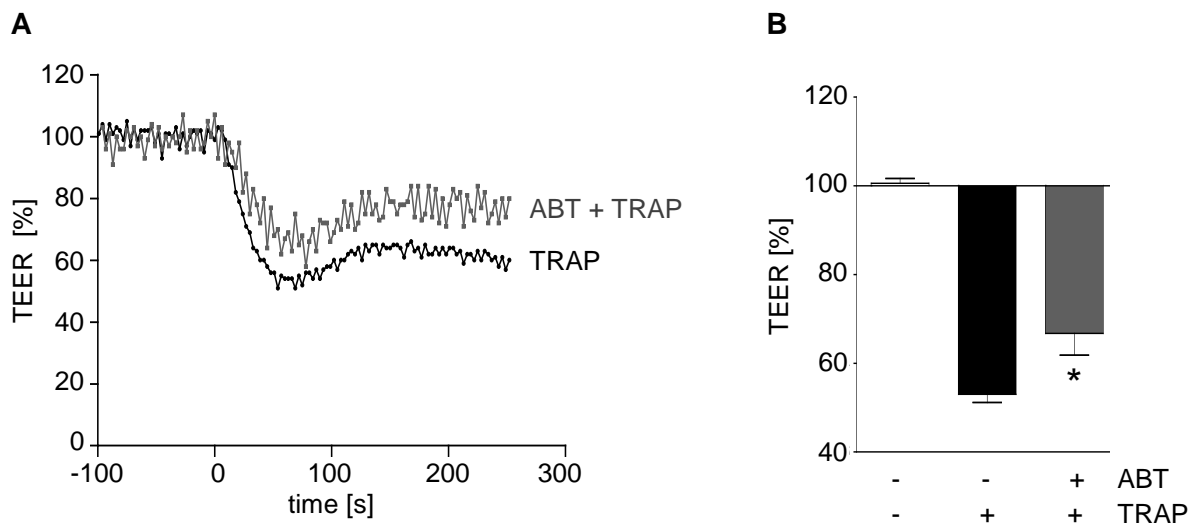 A
120
100
80
60
40
20
0
TEER [%]
-100 0 100 200 300
time [s]
ABT + TRAP
TRAP
B
120
100
80
60
40
TEER [%]
*
- - + ABT
- + + TRAP